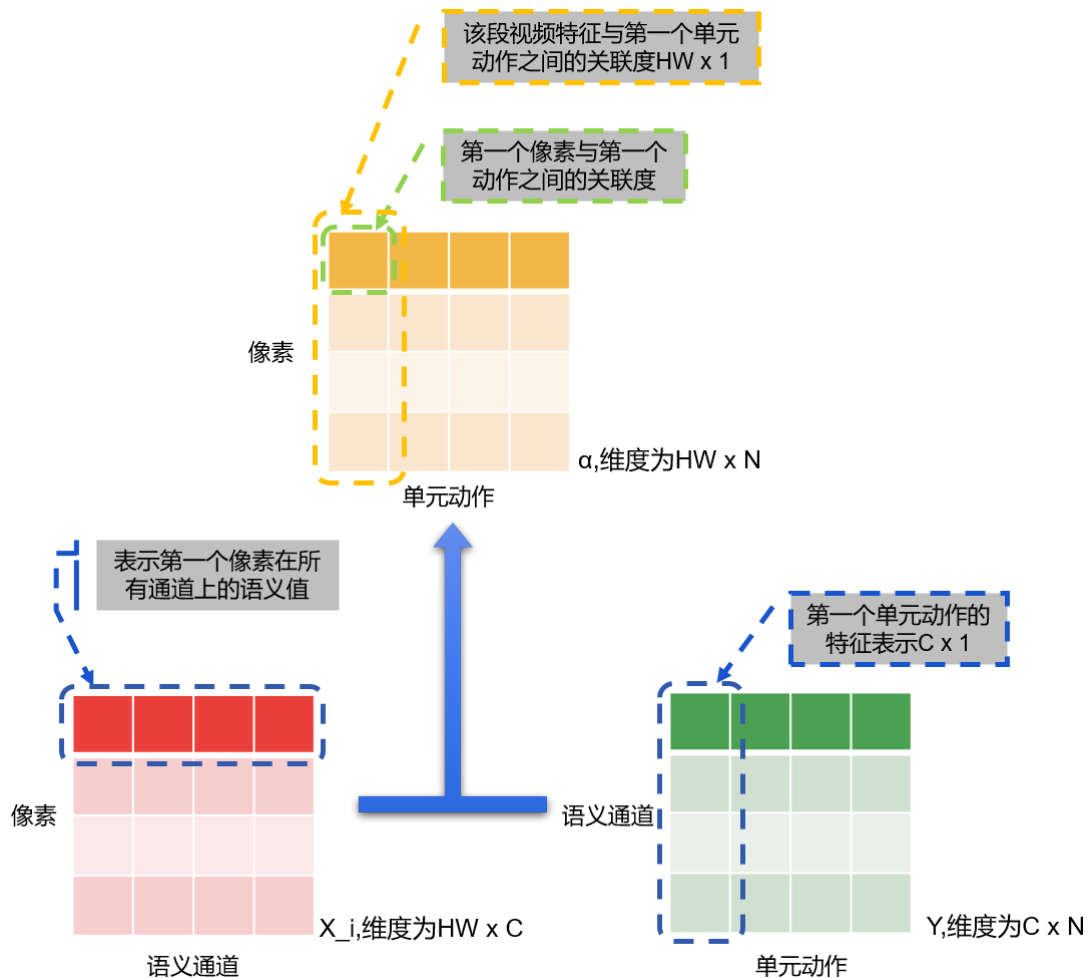 该段视频特征与第一个单元
动作之间的关联度HW x 1
第一个像素与第一个
动作之间的关联度
像素
α,维度为HW x N
单元动作
表示第一个像素在所
有通道上的语义值
第一个单元动作的
特征表示C x 1
像素
语义通道
X_i,维度为HW x C
Y,维度为C x N
语义通道
单元动作